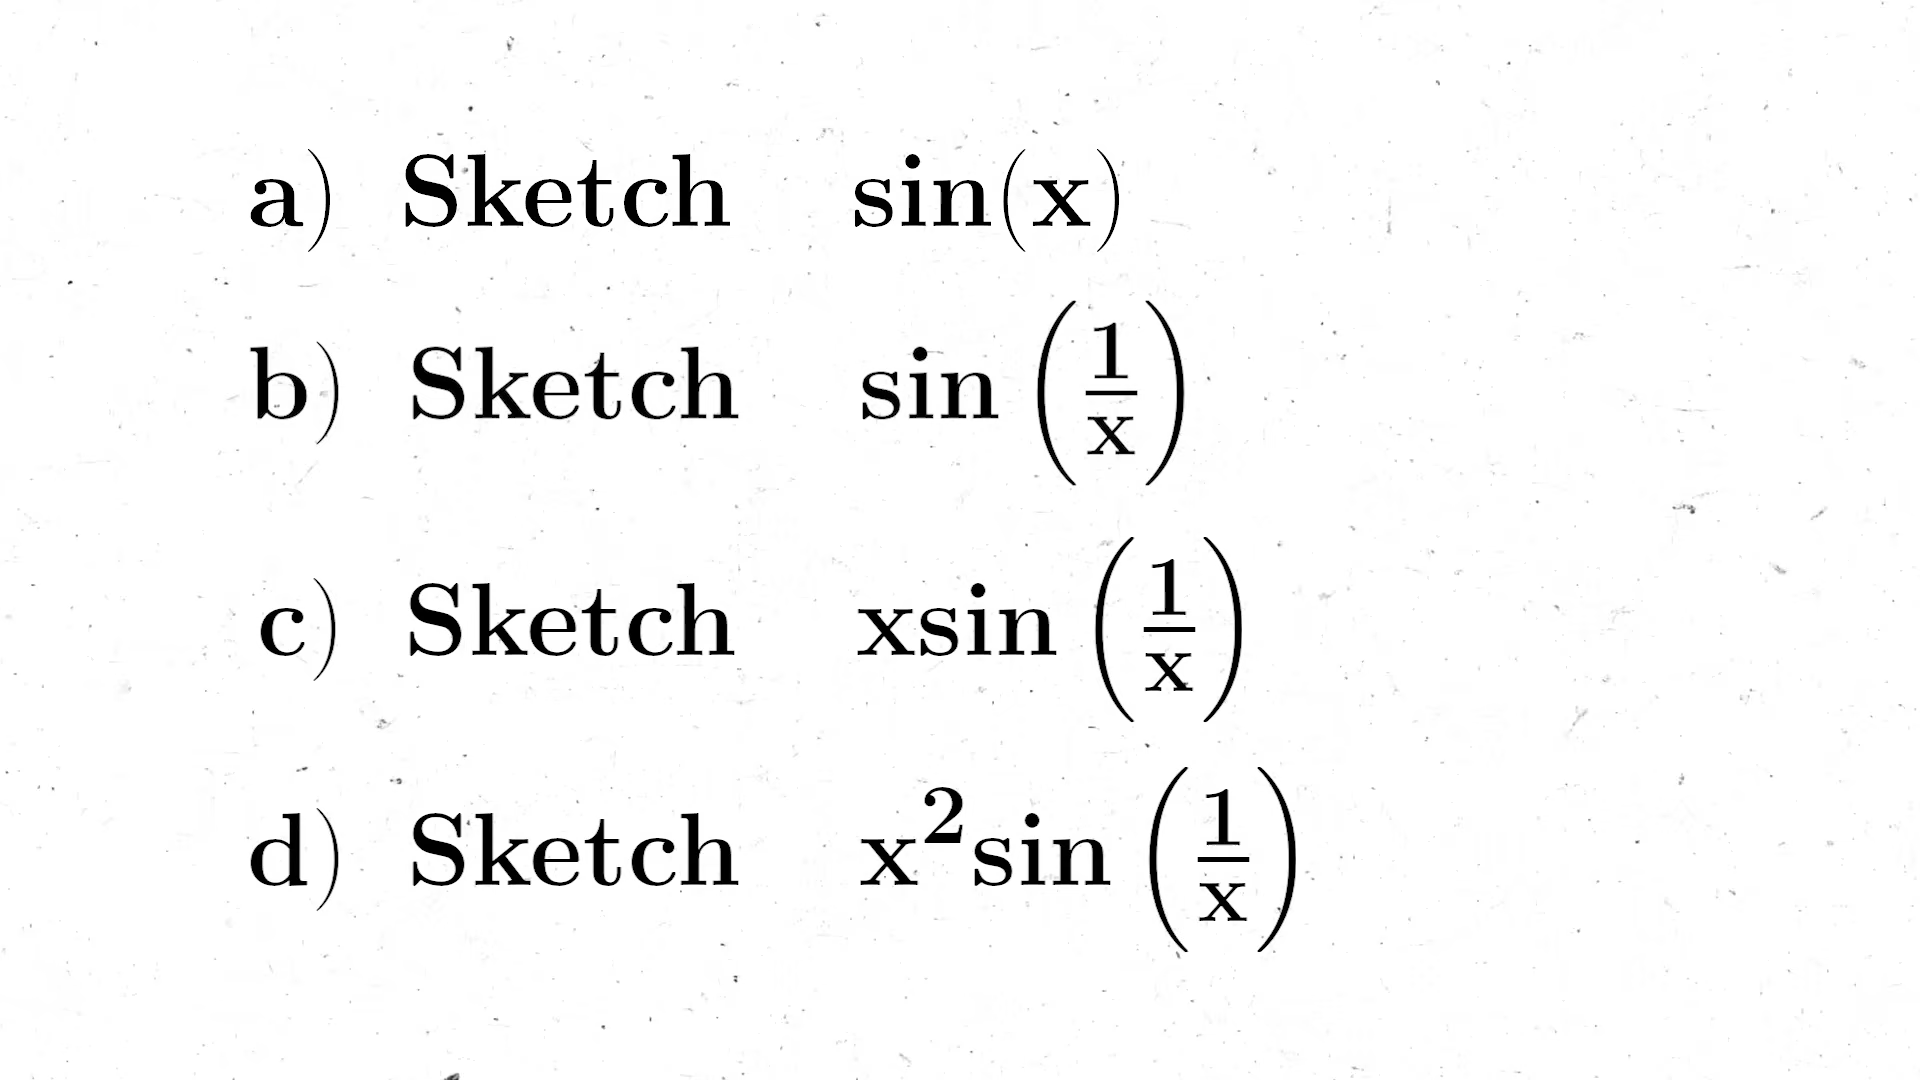 a) Sketch sin(x)
b) Sketch sin(1/x)
c) Sketch xsin(1/x)
d) Sketch x²sin(1/x)